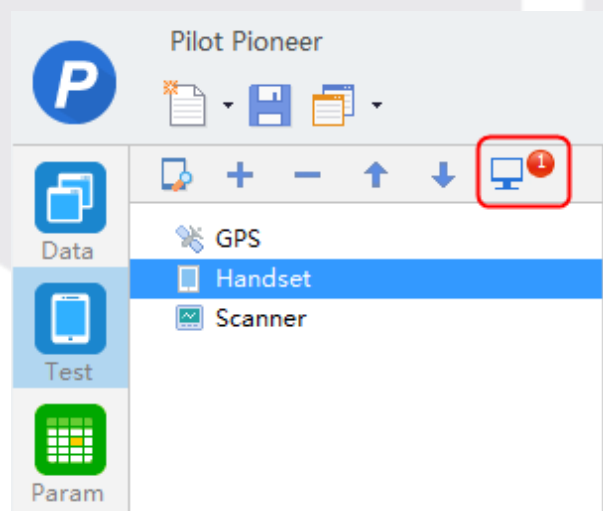 Pilot Pioneer
P
1
Data
GPS
Handset
Scanner
Test
Param